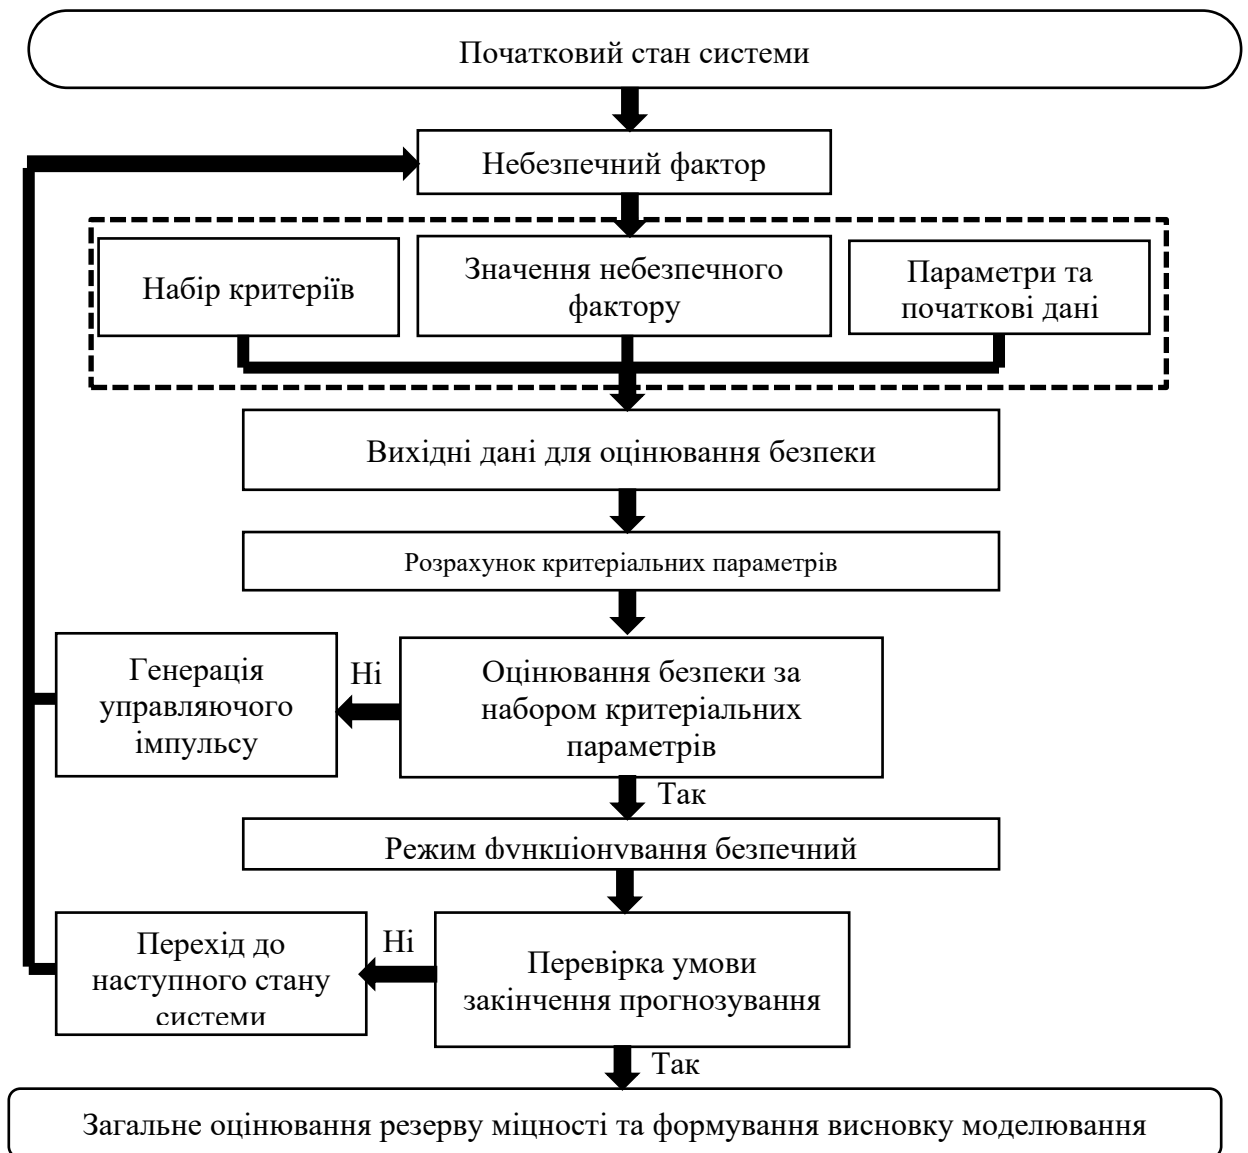 Початковий стан системи
Небезпечний фактор
Набір критеріїв
Значення небезпечного
фактору
Параметри та
початкові дані
Вихідні дані для оцінювання безпеки
Розрахунок критеріальних параметрів
Генерація
управляючого
імпульсу
Ні
Оцінювання безпеки за
набором критеріальних
параметрів
Так
Режим функціонування безпечний
Перехід до
наступного стану
системи
Ні
Перевірка умови
закінчення прогнозування
Так
Загальне оцінювання резерву міцності та формування висновку моделювання